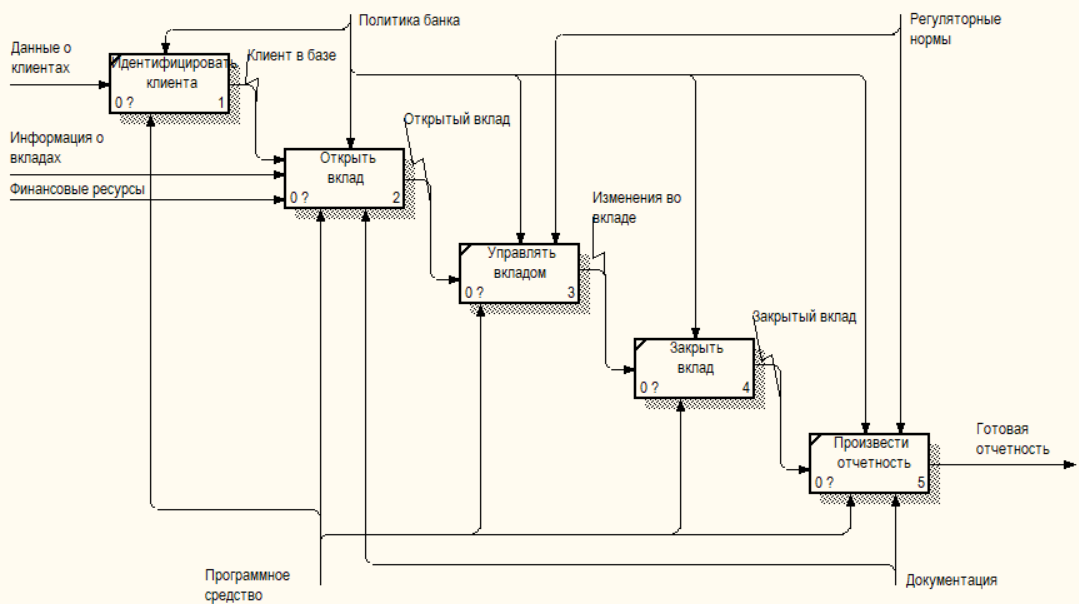 Политика банка
Регуляторные
нормы
Данные о
клиентах
Идентифицировать
клиента
0 ?
1
Клиент в базе
Информация о
вкладах
Финансовые ресурсы
Открыть
вклад
0 ?
2
Открытый вклад
Управлять
вкладом
0 ?
3
Изменения во
вкладе
Закрыть
вклад
0 ?
4
Закрытый вклад
Произвести
отчетность
0 ?
5
Готовая
отчетность
Программное
средство
Документация